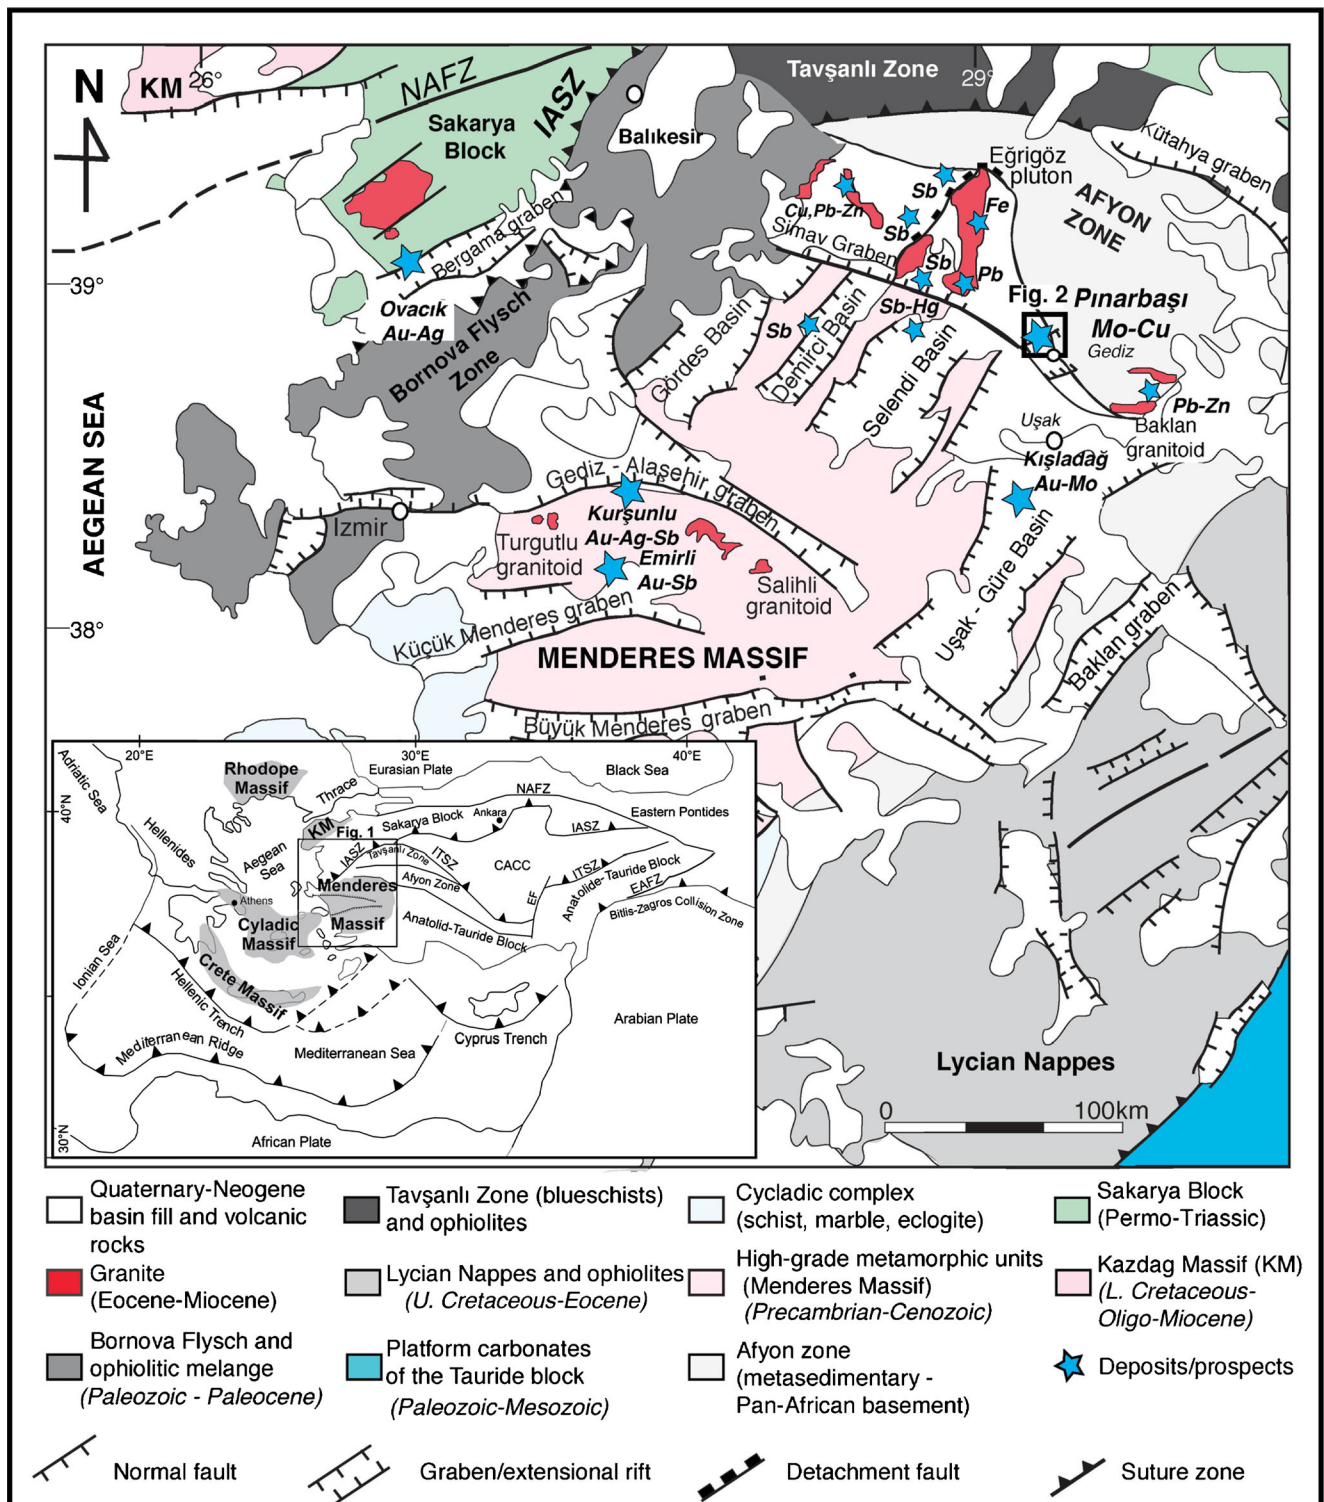 N
KM
26°
NAFZ
IASZ
Sakarya
Block
Balıkesir
Tavşanlı Zone
29°
Kütahya graben
Eğrigöz
pluton
AFYON
ZONE
Sb
Fe
Cu,Pb-Zn
Sb
Simav Graben
Sb
Pb
Bergama graben
39°
Ovacık
Au-Ag
Bornova Flysch
Zone
Sb-Hg
Fig. 2
Pınarbaşı
Mo-Cu
Gediz
Sb
Gördes Basin
Demirci Basin
Selendi Basin
Pb-Zn
Baklan
granitoid
Uşak
Kışladağ
Au-Mo
AEGEAN SEA
Gediz - Alaşehir graben
Izmir
Kurşunlu
Au-Ag-Sb
Turgutlu
granitoid
Emirli
Au-Sb
Salihli
granitoid
Uşak - Güre Basin
Baklan graben
38°
Küçük Menderes graben
MENDERES MASSIF
Büyük Menderes graben
Lycian Nappes
0
100km
20°E
30°E
40°E
Adriatic Sea
Rhodope
Massif
Thrace
Eurasian Plate
Black Sea
40°N
NAFZ
Eastern Pontides
Hellenides
KM
Fig. 1
Sakarya Block
Ankara
IASZ
Aegean
Sea
IASZ
Tavşanlı Zone
ITSZ
CACC
ITSZ
Anatolide-Tauride Block
Menderes
Massif
Afyon Zone
EF
EAFZ
Bitlis-Zagros Collision Zone
Athens
Cyladic
Massif
Anatolid-Tauride Block
Ionian Sea
Crete Massif
Hellenic Trench
Mediterranean Ridge
Mediterranean Sea
Cyprus Trench
Arabian Plate
African Plate
30°N
Quaternary-Neogene
basin fill and volcanic
rocks
Granite
(Eocene-Miocene)
Bornova Flysch and
ophiolitic melange
(Paleozoic - Paleocene)
Tavşanlı Zone (blueschists)
and ophiolites
Lycian Nappes and ophiolites
(U. Cretaceous-Eocene)
Platform carbonates
of the Tauride block
(Paleozoic-Mesozoic)
Cycladic complex
(schist, marble, eclogite)
High-grade metamorphic units
(Menderes Massif)
(Precambrian-Cenozoic)
Afyon zone
(metasedimentary -
Pan-African basement)
Sakarya Block
(Permo-Triassic)
Kazdag Massif (KM)
(L. Cretaceous-
Oligo-Miocene)
Deposits/prospects
Normal fault
Graben/extensional rift
Detachment fault
Suture zone